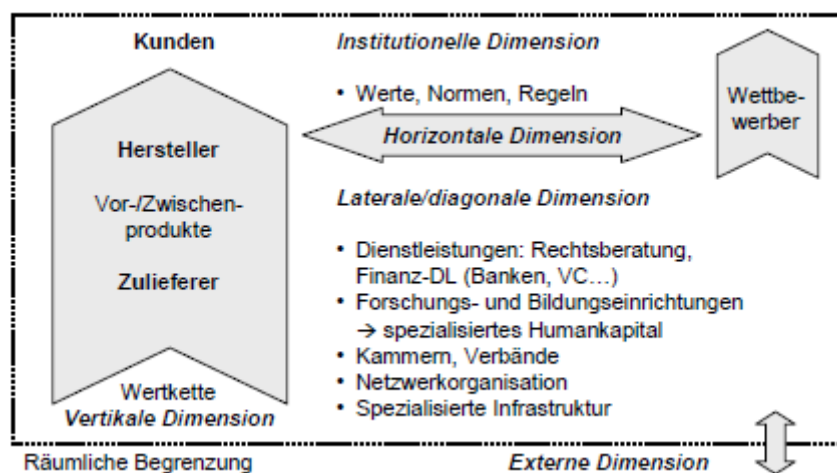 Kunden
Hersteller
Vor-/Zwischen-
produkte
Zulieferer
Wertkette
Vertikale Dimension
Institutionelle Dimension
• Werte, Normen, Regeln
Horizontale Dimension
Wettbe-
werber
Laterale/diagonale Dimension
• Dienstleistungen: Rechtsberatung,
Finanz-DL (Banken, VC…)
• Forschungs- und Bildungseinrichtungen
→ spezialisiertes Humankapital
• Kammern, Verbände
• Netzwerkorganisation
• Spezialisierte Infrastruktur
Räumliche Begrenzung
Externe Dimension